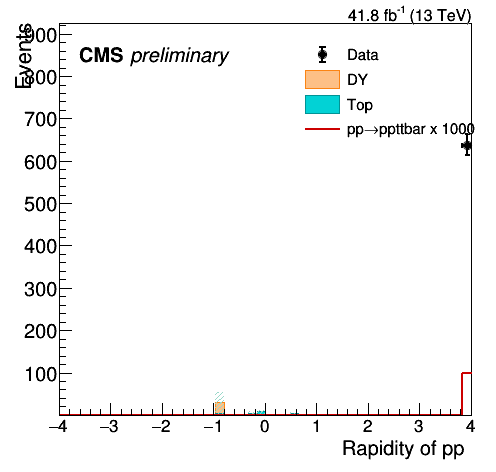 41.8 fb⁻¹ (13 TeV)
Events
CMS preliminary
Data
DY
Top
pp→ppttbar x 1000
900
800
700
600
500
400
300
200
100
−4 −3 −2 −1 0 1 2 3 4
Rapidity of pp